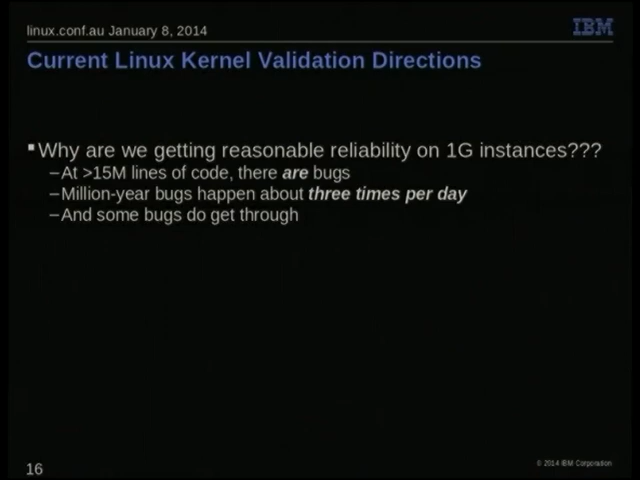 linux.conf.au January 8, 2014
IBM
Current Linux Kernel Validation Directions
▪Why are we getting reasonable reliability on 1G instances???
–At >15M lines of code, there are bugs
–Million-year bugs happen about three times per day
–And some bugs do get through
16
© 2014 IBM Corporation